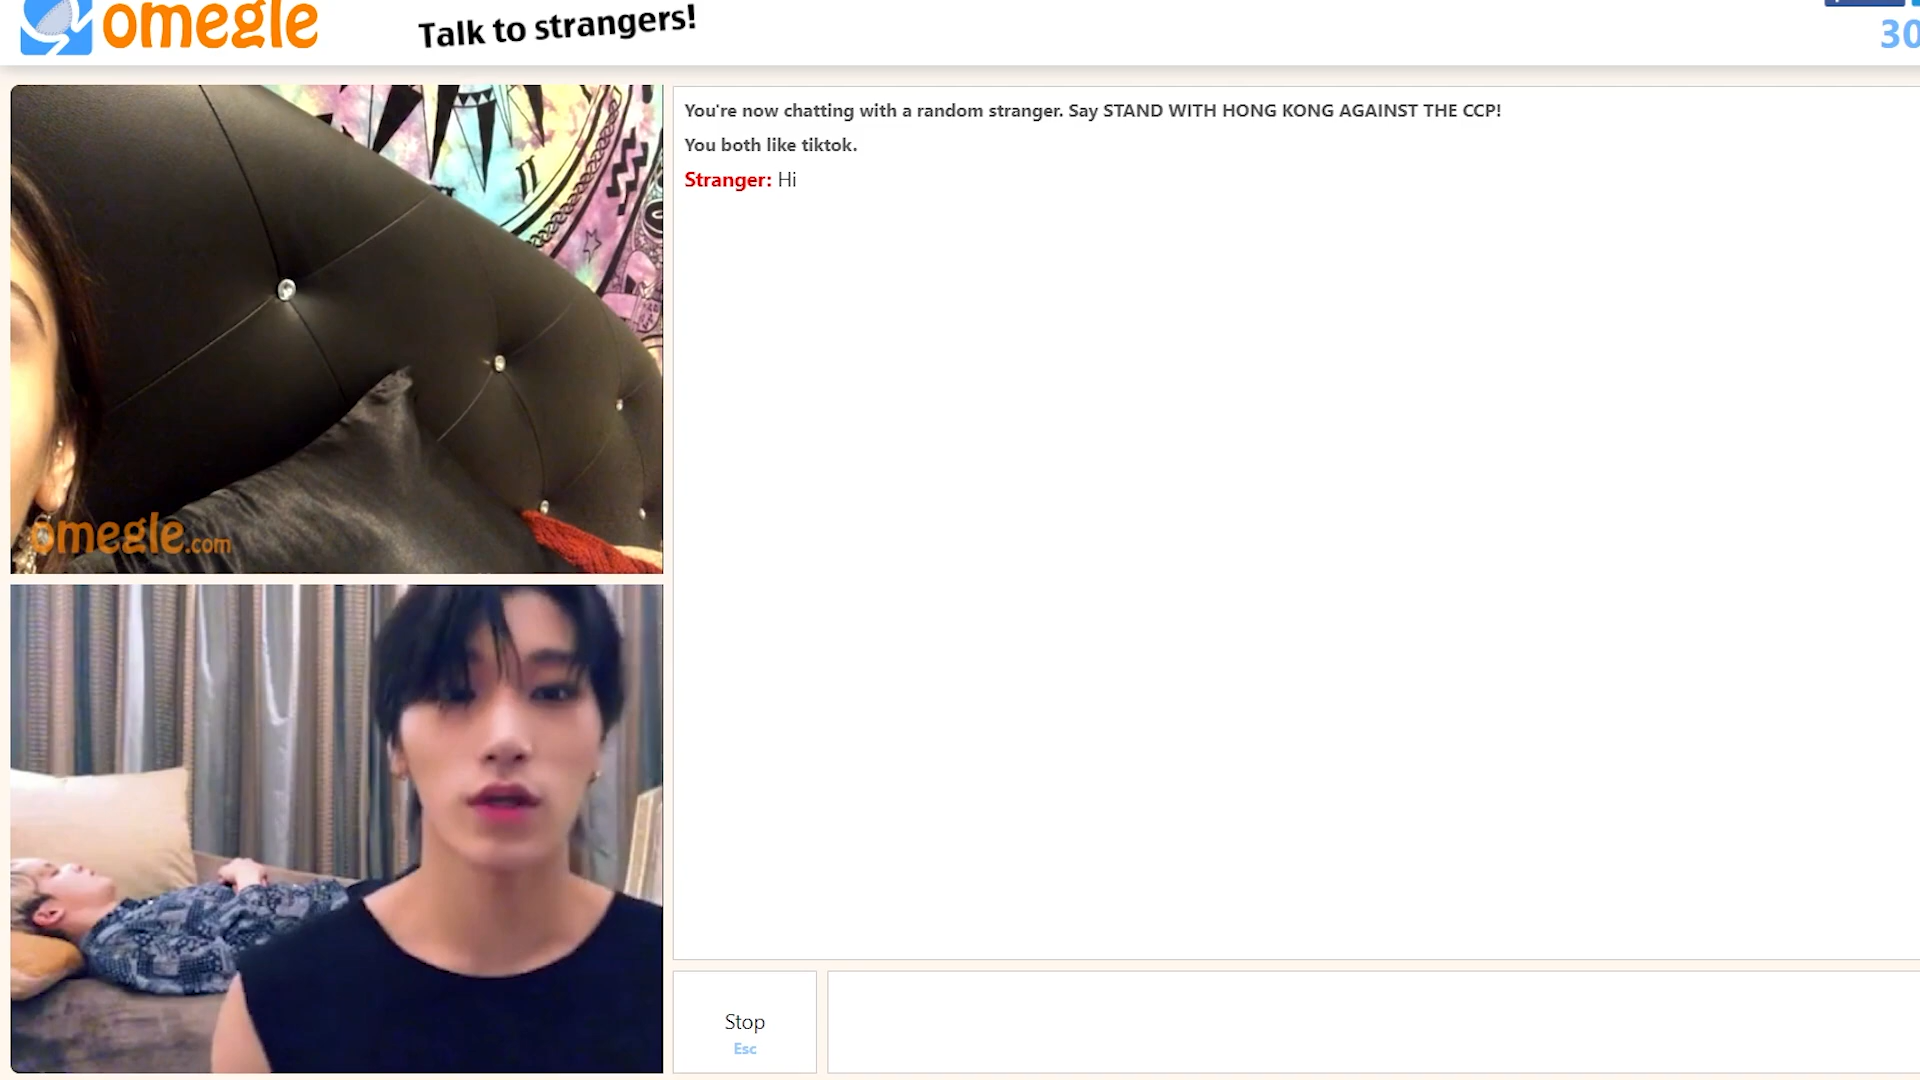 omegle
Talk to strangers!
30
You're now chatting with a random stranger. Say STAND WITH HONG KONG AGAINST THE CCP!
You both like tiktok.
Stranger: Hi
omegle.com
Stop
Esc